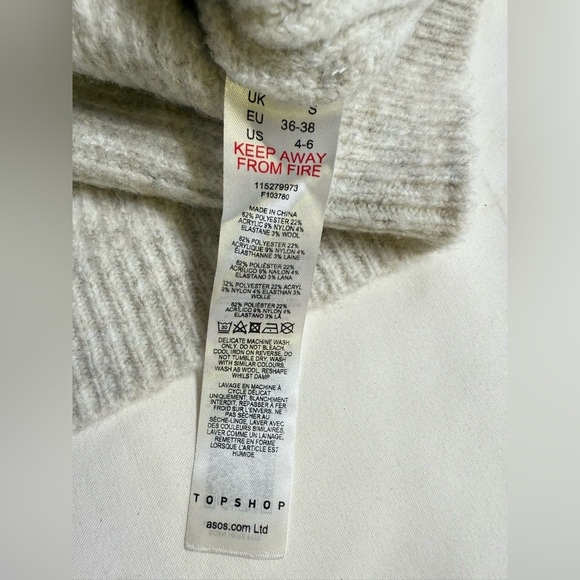 UK S
EU 36-38
US 4-6
KEEP AWAY
FROM FIRE
115279973
F103780
MADE IN CHINA
62% POLYESTER 22%
ACRYLIC 9% NYLON 4%
ELASTANE 3% WOOL
62% POLYESTER 22%
ACRYLIQUE 9% NYLON 4%
ELASTHANNE 3% LAINE
62% POLIÉSTER 22%
ACRÍLICO 9% NAILON 4%
ELASTANO 3% LANA
62% POLYESTER 22% ACRYL
9% NYLON 4% ELASTHAN 3%
WOLLE
62% POLIÉSTER 22%
ACRÍLICO 9% NYLON 4%
ELASTANO 3% LÃ
30
DELICATE MACHINE WASH
ONLY, DO NOT BLEACH,
COOL IRON ON REVERSE, DO
NOT TUMBLE DRY, WASH
WITH SIMILAR COLOURS,
WASH AS WOOL, RESHAPE
WHILST DAMP
LAVAGE EN MACHINE À
CYCLE DÉLICAT
UNIQUEMENT, BLANCHIMENT
INTERDIT, REPASSER À FER
FROID SUR L'ENVERS, NE
PAS SÉCHER AU
SÈCHE-LINGE, LAVER AVEC
DES COULEURS SIMILAIRES,
LAVER COMME UN LAINAGE,
REMETTRE EN FORME
LORSQUE L'ARTICLE EST
HUMIDE
TOPSHOP
asos.com Ltd